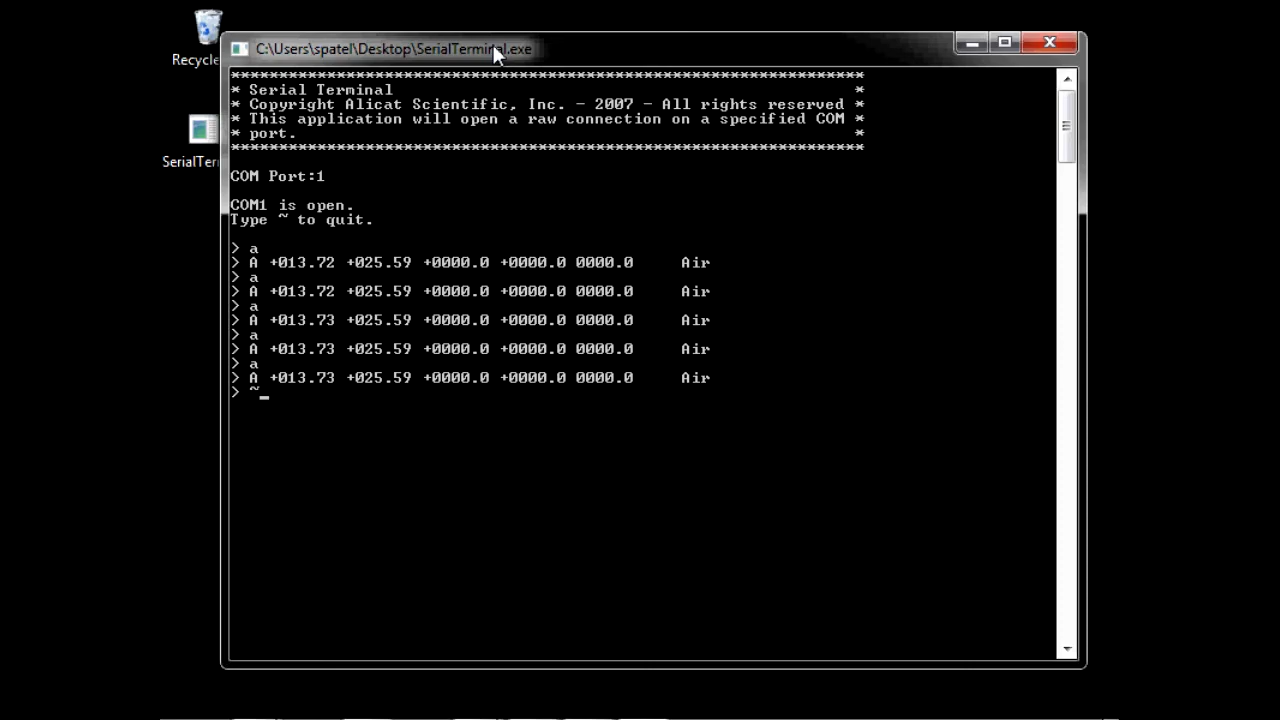 C:\Users\spatel\Desktop\SerialTerminal.exe
Recycle
SerialTer
*******************************************************************
* Serial Terminal *
* Copyright Alicat Scientific, Inc. - 2007 - All rights reserved *
* This application will open a raw connection on a specified COM *
* port. *
*******************************************************************
COM Port:1
COM1 is open.
Type ~ to quit.
> a
> A +013.72 +025.59 +0000.0 +0000.0 0000.0 Air
> a
> A +013.72 +025.59 +0000.0 +0000.0 0000.0 Air
> a
> A +013.73 +025.59 +0000.0 +0000.0 0000.0 Air
> a
> A +013.73 +025.59 +0000.0 +0000.0 0000.0 Air
> a
> A +013.73 +025.59 +0000.0 +0000.0 0000.0 Air
> ~_